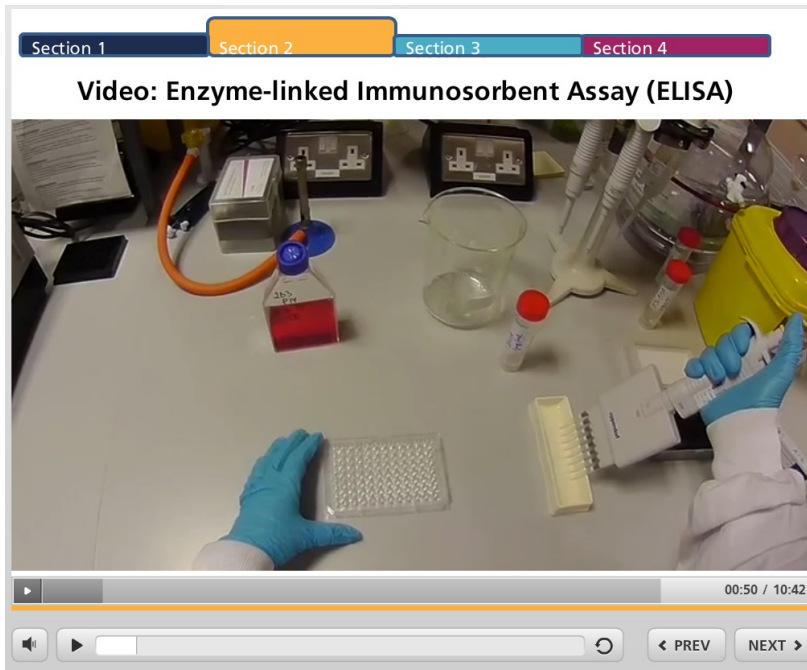 Section 1
Section 2
Section 3
Section 4
Video: Enzyme-linked Immunosorbent Assay (ELISA)
00:50 / 10:42
PREV
NEXT